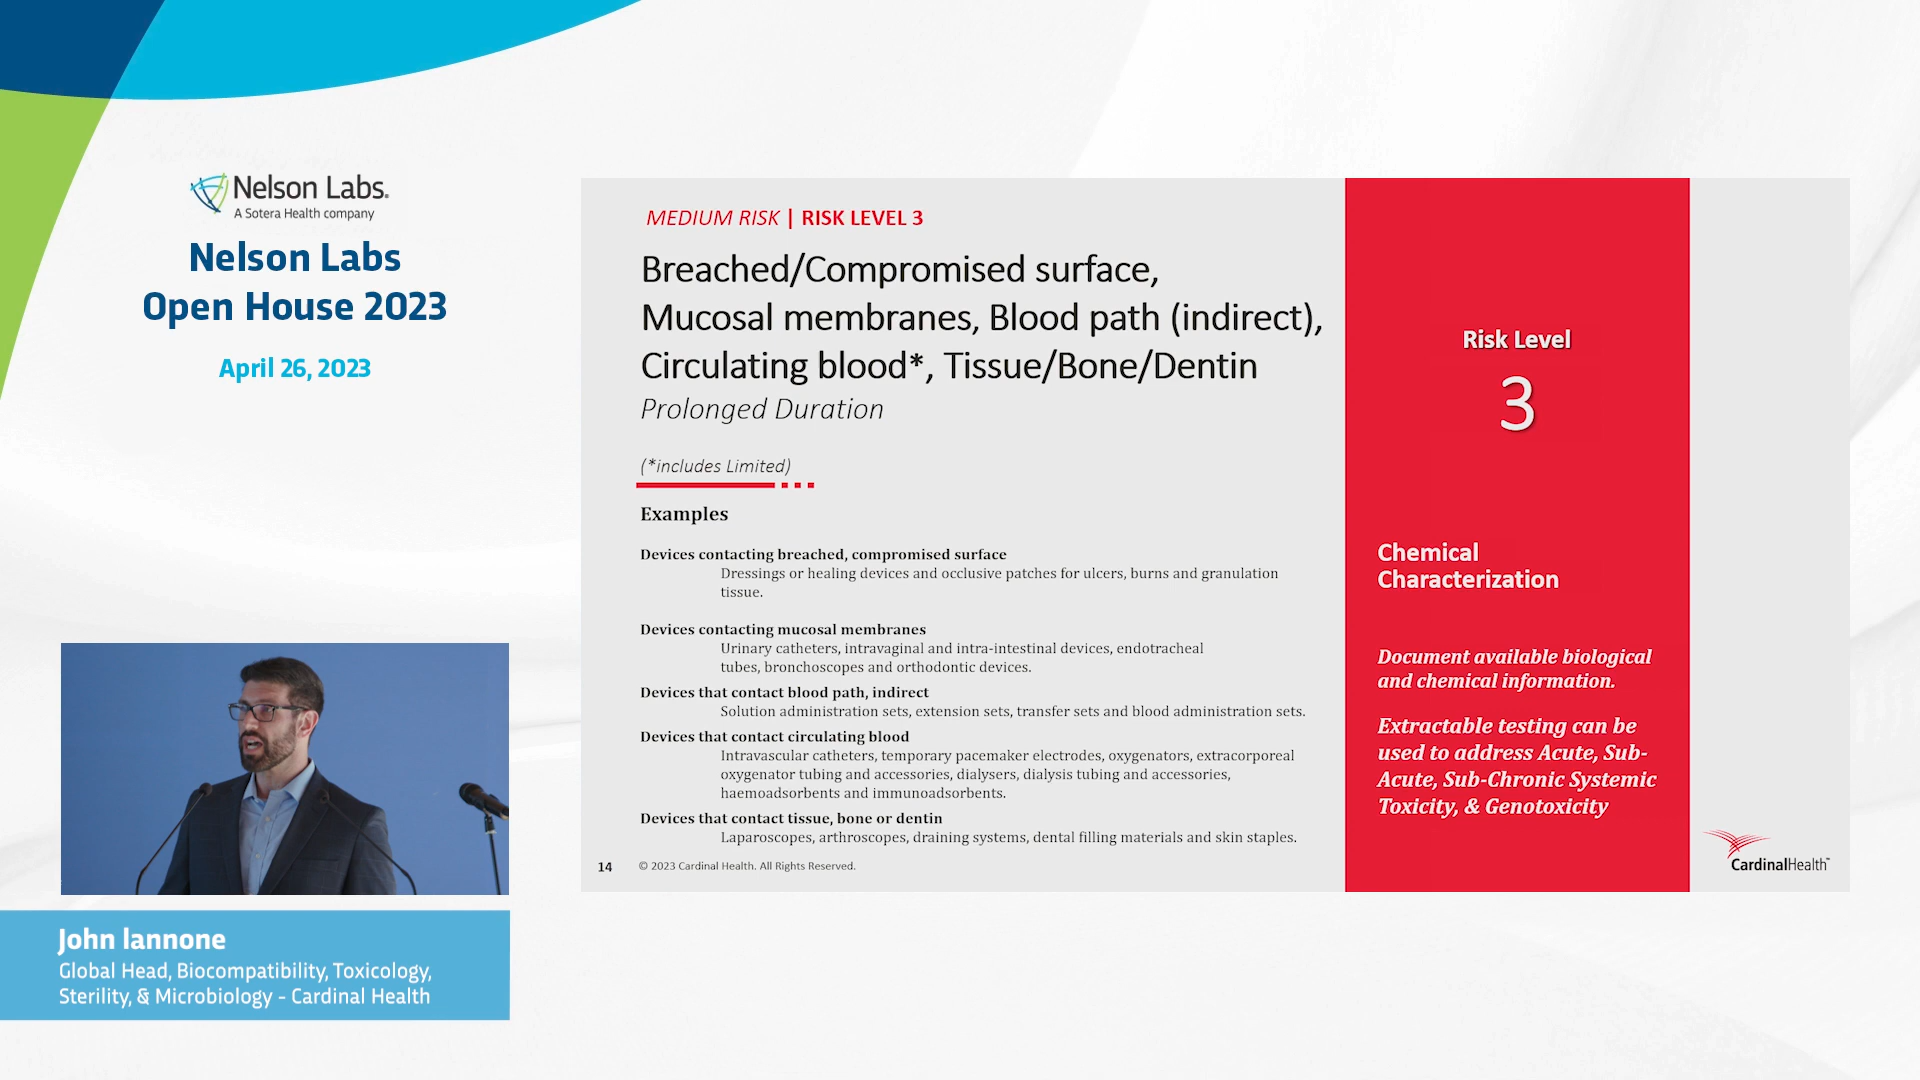 Nelson Labs.
A Sotera Health company
Nelson Labs
Open House 2023
April 26, 2023
MEDIUM RISK | RISK LEVEL 3
Breached/Compromised surface,
Mucosal membranes, Blood path (indirect),
Circulating blood*, Tissue/Bone/Dentin
Prolonged Duration
(*includes Limited)
Examples
Devices contacting breached, compromised surface
Dressings or healing devices and occlusive patches for ulcers, burns and granulation
tissue.
Devices contacting mucosal membranes
Urinary catheters, intravaginal and intra-intestinal devices, endotracheal
tubes, bronchoscopes and orthodontic devices.
Devices that contact blood path, indirect
Solution administration sets, extension sets, transfer sets and blood administration sets.
Devices that contact circulating blood
Intravascular catheters, temporary pacemaker electrodes, oxygenators, extracorporeal
oxygenator tubing and accessories, dialysers, dialysis tubing and accessories,
haemoadsorbents and immunoadsorbents.
Devices that contact tissue, bone or dentin
Laparoscopes, arthroscopes, draining systems, dental filling materials and skin staples.
14
© 2023 Cardinal Health. All Rights Reserved.
Risk Level
3
Chemical
Characterization
Document available biological
and chemical information.
Extractable testing can be
used to address Acute, Sub-
Acute, Sub-Chronic Systemic
Toxicity, & Genotoxicity
CardinalHealth™
John Iannone
Global Head, Biocompatibility, Toxicology,
Sterility, & Microbiology - Cardinal Health